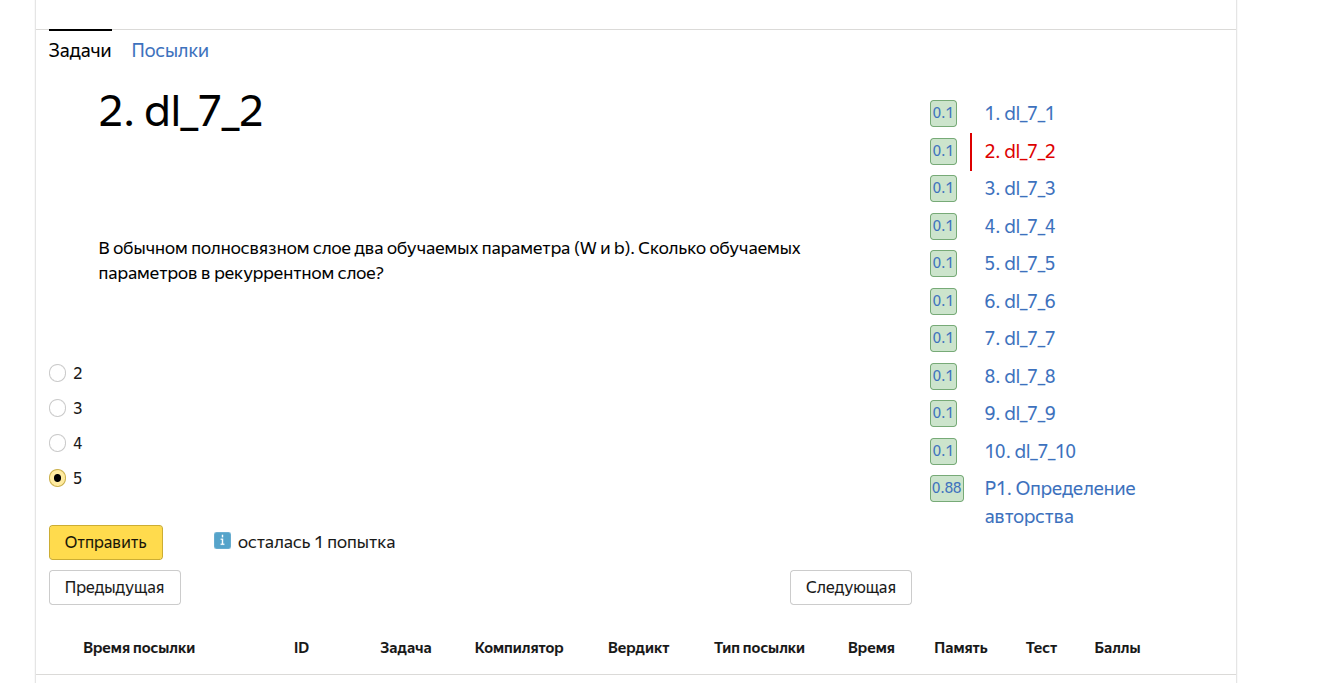 Задачи Посылки
2. dl_7_2
В обычном полносвязном слое два обучаемых параметра (W и b). Сколько обучаемых
параметров в рекуррентном слое?
2
3
4
5
Отправить
i осталась 1 попытка
Предыдущая
Следующая
0.1 1. dl_7_1
0.1 2. dl_7_2
0.1 3. dl_7_3
0.1 4. dl_7_4
0.1 5. dl_7_5
0.1 6. dl_7_6
0.1 7. dl_7_7
0.1 8. dl_7_8
0.1 9. dl_7_9
0.1 10. dl_7_10
0.88 P1. Определение
авторства
Время посылки ID Задача Компилятор Вердикт Тип посылки Время Память Тест Баллы